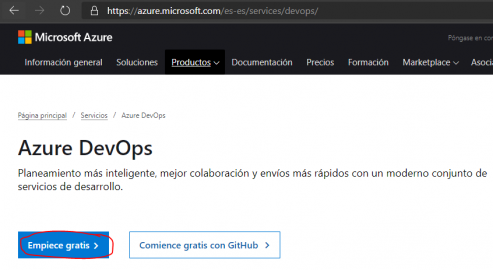 https://azure.microsoft.com/es-es/services/devops/
Microsoft Azure
Póngase en con
Información general Soluciones Productos Documentación Precios Formación Marketplace Asocia
Página principal / Servicios / Azure DevOps
Azure DevOps
Planeamiento más inteligente, mejor colaboración y envíos más rápidos con un moderno conjunto de
servicios de desarrollo.
Empiece gratis > Comience gratis con GitHub >